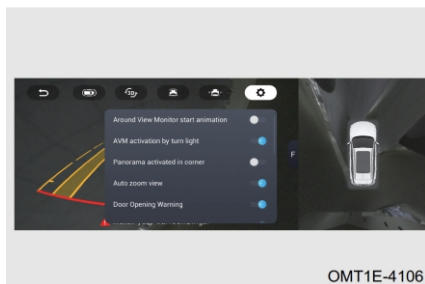 3D
Around View Monitor start animation
AVM activation by turn light
Panorama activated in corner
Auto zoom view
Door Opening Warning
F
OMT1E-4106